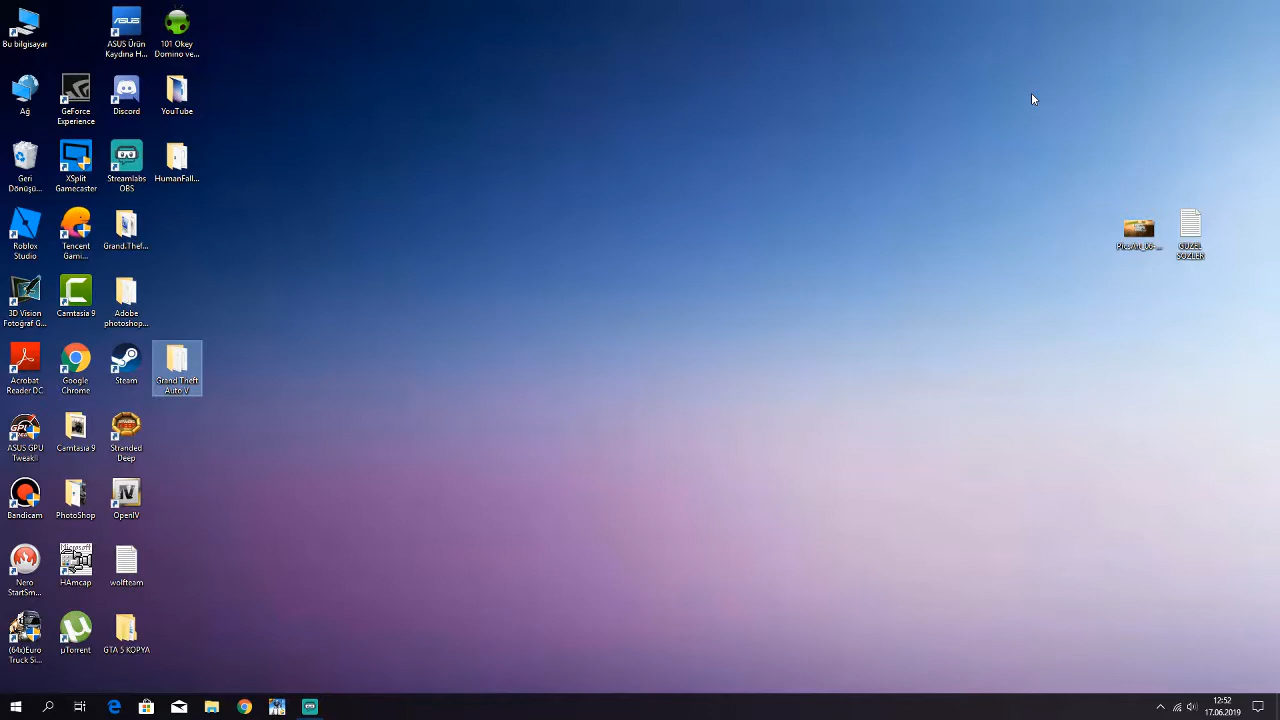 Bu bilgisayar
ASUS Ürün
Kaydına H...
101 Okey
Domino ve...
Ağ
GeForce
Experience
Discord
YouTube
Geri
Dönüşü...
XSplit
Gamecaster
Streamlabs
OBS
HumanFall...
Roblox
Studio
Tencent
Gami...
Grand.Thef...
3D Vision
Fotoğraf G...
Camtasia 9
Adobe
photoshop...
Acrobat
Reader DC
Google
Chrome
Steam
Grand Theft
Auto V
ASUS GPU
TweakII
Camtasia 9
Stranded
Deep
Bandicam
PhotoShop
OpenIV
Nero
StartSm...
Microsoft
HAmcap
wolfteam
(64x)Euro
Truck Si...
µTorrent
GTA 5 KOPYA
PicsArt_06-...
GÜZEL
SÖZLER
12:52
17.06.2019